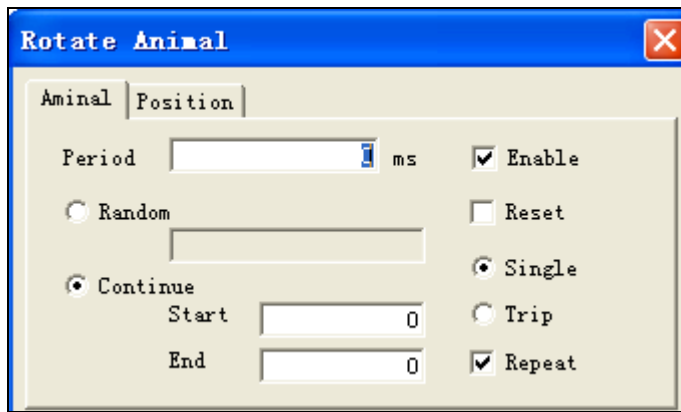 Rotate Animal
Aminal Position
Period ms Enable
Random Reset
Continue Single
Start 0 Trip
End 0 Repeat